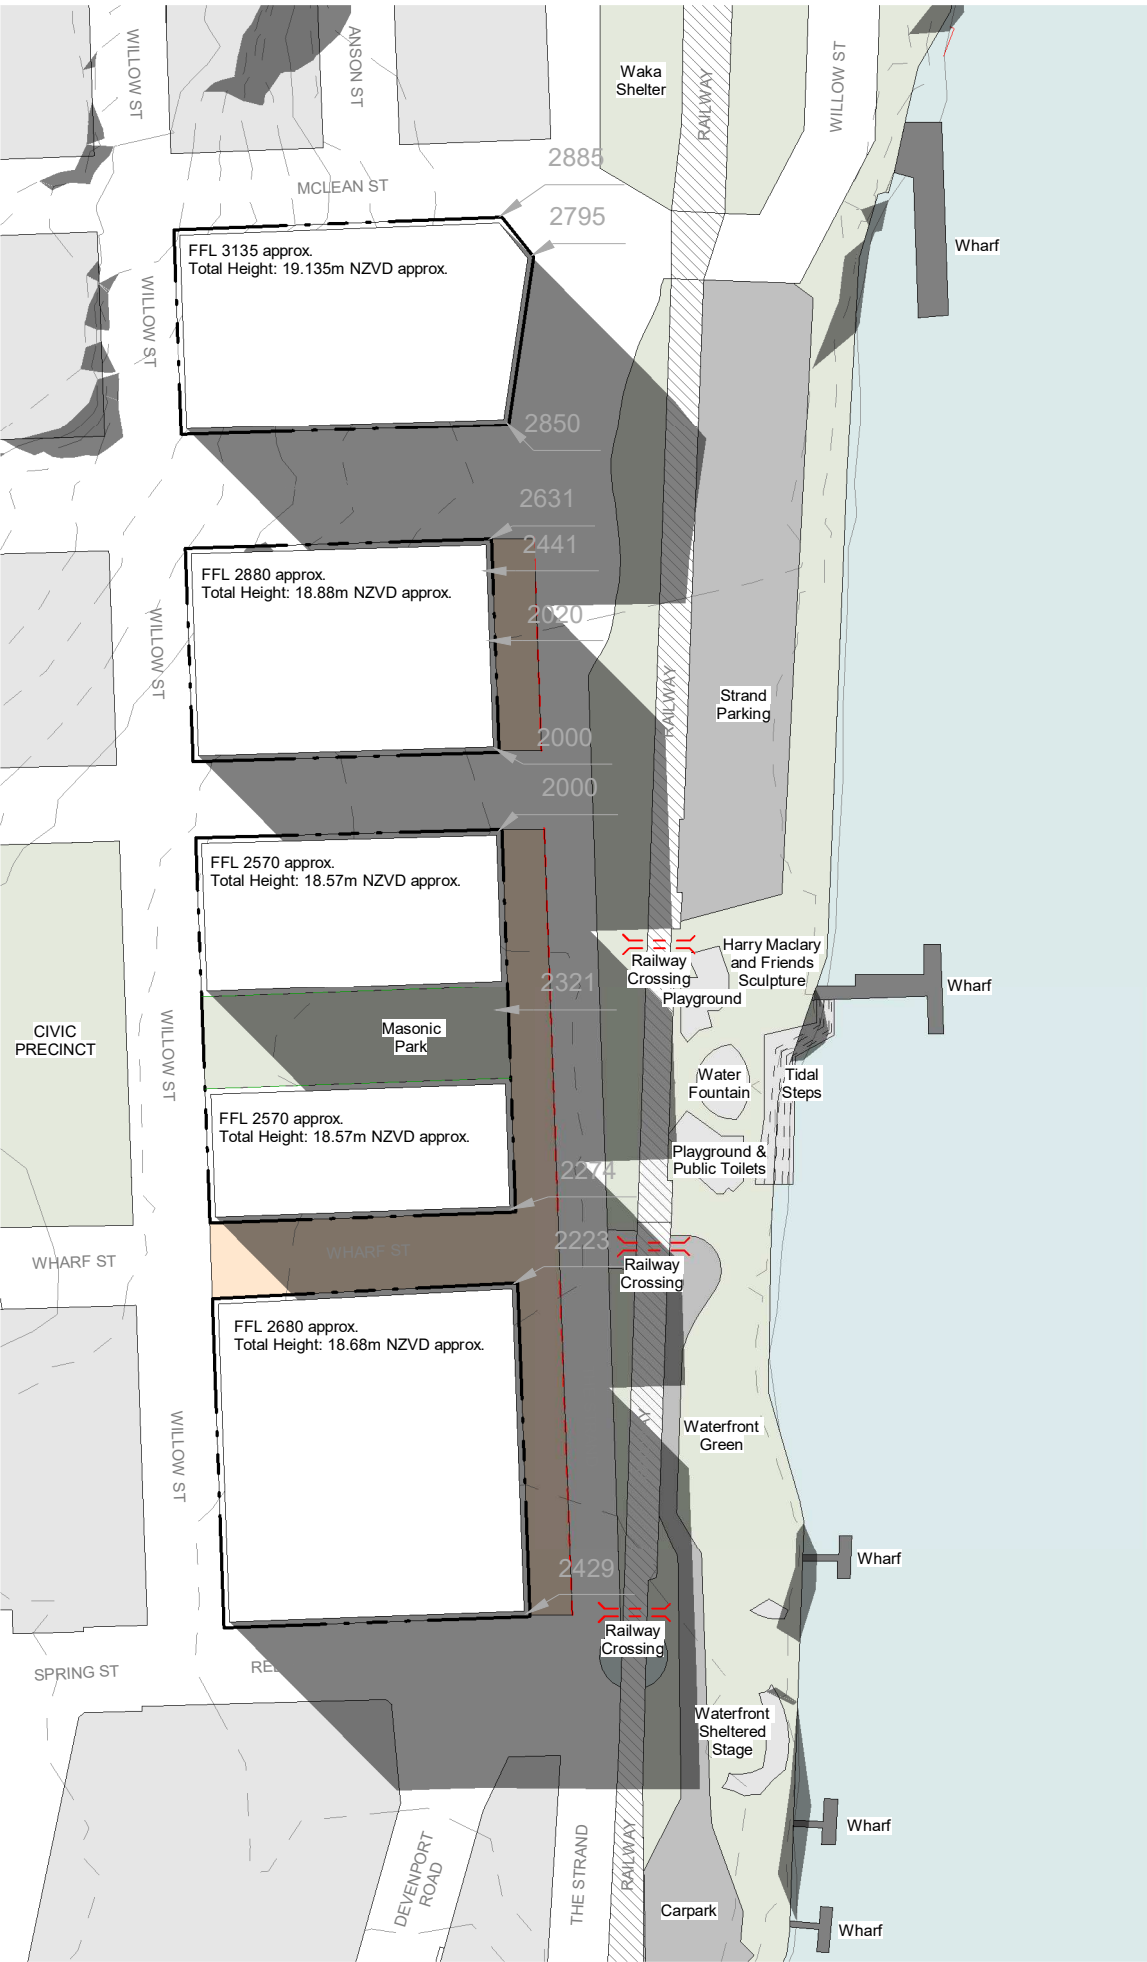 WILLOW ST
ANSON ST
Waka
Shelter
RAILWAY
WILLOW ST
MCLEAN ST
2885
2795
Wharf
FFL 3135 approx.
Total Height: 19.135m NZVD approx.
WILLOW ST
2850
2631
2441
FFL 2880 approx.
Total Height: 18.88m NZVD approx.
2020
WILLOW ST
RAILWAY
Strand
Parking
2000
2000
FFL 2570 approx.
Total Height: 18.57m NZVD approx.
Railway
Crossing
Harry Maclary
and Friends
Sculpture
Playground
Wharf
2321
CIVIC
PRECINCT
WILLOW ST
Masonic
Park
Water
Fountain
Tidal
Steps
FFL 2570 approx.
Total Height: 18.57m NZVD approx.
Playground &
Public Toilets
2274
2223
WHARF ST
WHARF ST
Railway
Crossing
FFL 2680 approx.
Total Height: 18.68m NZVD approx.
WILLOW ST
Waterfront
Green
2429
Wharf
Railway
Crossing
SPRING ST
Waterfront
Sheltered
Stage
DEVENPORT
ROAD
THE STRAND
RAILWAY
Wharf
Carpark
Wharf